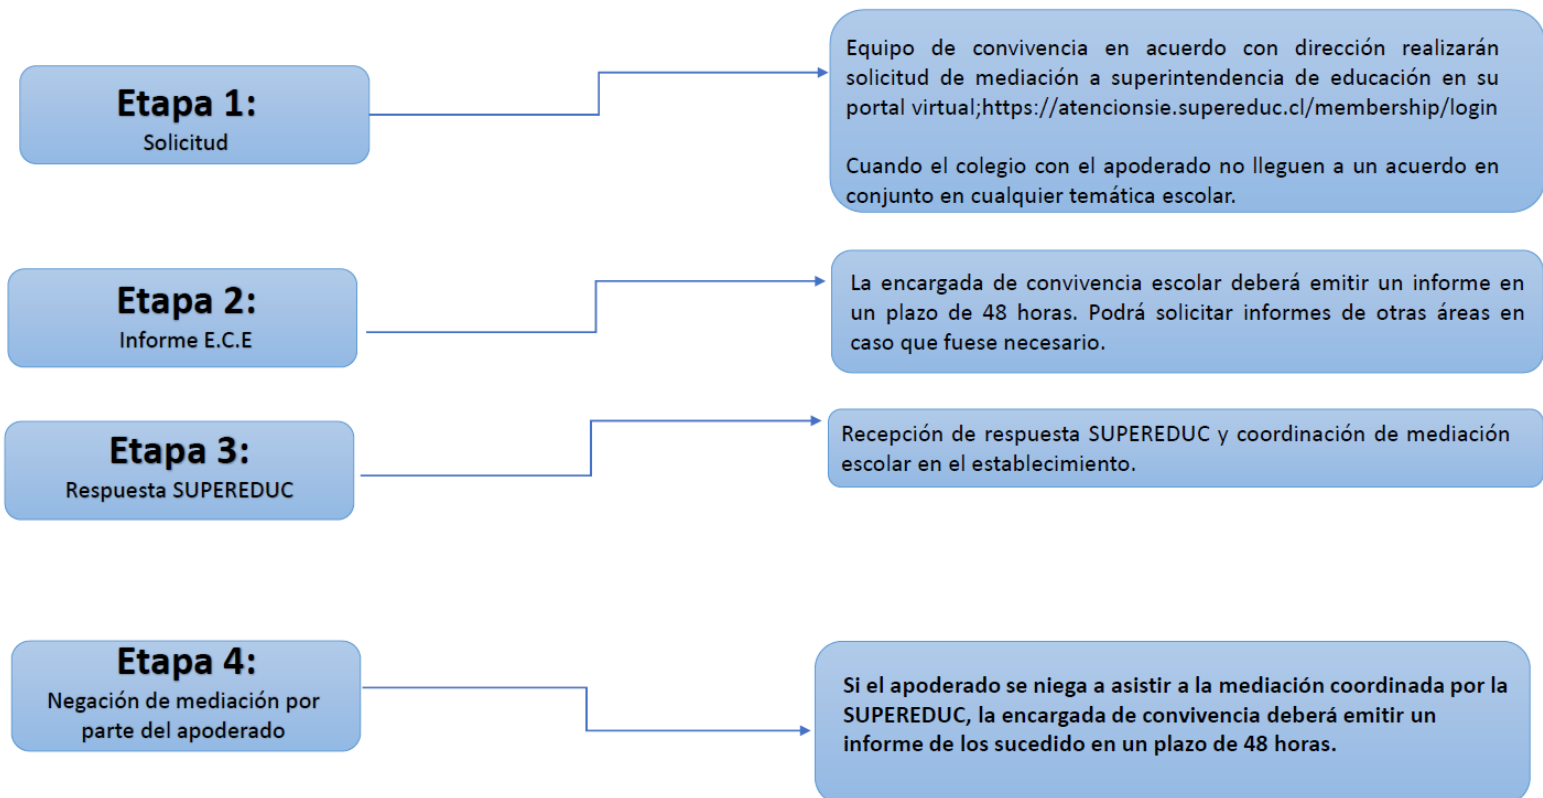 Etapa 1:
Solicitud
Equipo de convivencia en acuerdo con dirección realizarán
solicitud de mediación a superintendencia de educación en su
portal virtual;https://atencionsie.supereduc.cl/membership/login
Cuando el colegio con el apoderado no lleguen a un acuerdo en
conjunto en cualquier temática escolar.
Etapa 2:
Informe E.C.E
La encargada de convivencia escolar deberá emitir un informe en
un plazo de 48 horas. Podrá solicitar informes de otras áreas en
caso que fuese necesario.
Etapa 3:
Respuesta SUPEREDUC
Recepción de respuesta SUPEREDUC y coordinación de mediación
escolar en el establecimiento.
Etapa 4:
Negación de mediación por
parte del apoderado
Si el apoderado se niega a asistir a la mediación coordinada por la
SUPEREDUC, la encargada de convivencia deberá emitir un
informe de los sucedido en un plazo de 48 horas.